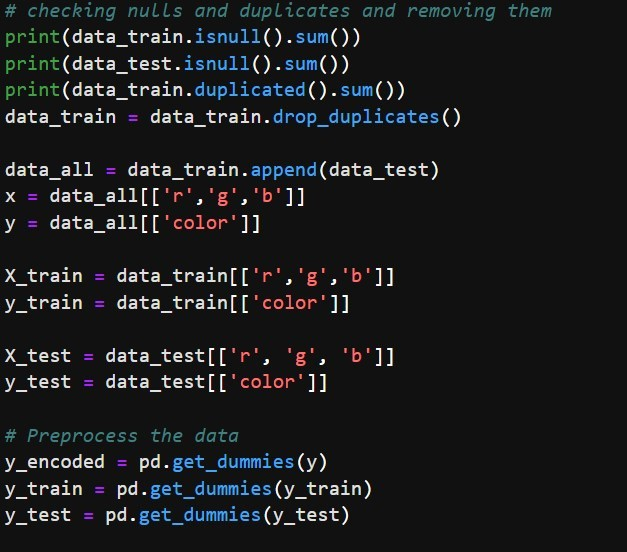 # checking nulls and duplicates and removing them
print(data_train.isnull().sum())
print(data_test.isnull().sum())
print(data_train.duplicated().sum())
data_train = data_train.drop_duplicates()
data_all = data_train.append(data_test)
x = data_all[['r','g','b']]
y = data_all[['color']]
X_train = data_train[['r','g','b']]
y_train = data_train[['color']]
X_test = data_test[['r', 'g', 'b']]
y_test = data_test[['color']]
# Preprocess the data
y_encoded = pd.get_dummies(y)
y_train = pd.get_dummies(y_train)
y_test = pd.get_dummies(y_test)